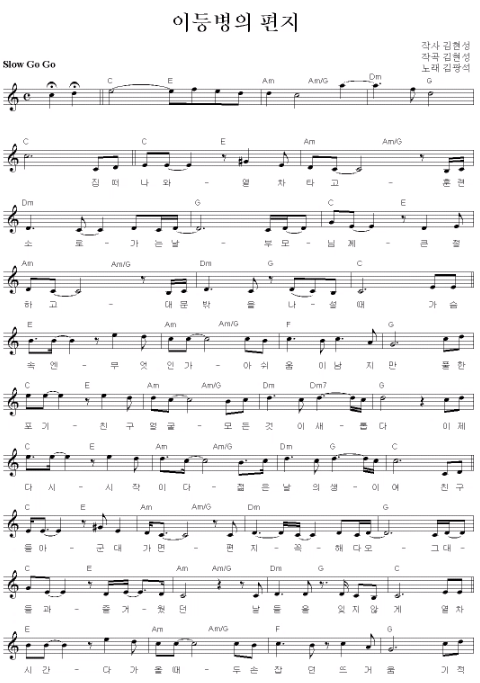 이등병의 편지
작사 김현성
작곡 김현성
노래 김광석
Slow Go Go
C E Am Am/G Dm G
C C E Am Am/G
집 떠 나 와 - 열 차 타 고 - 훈 련
Dm G C E
소 로 - 가 는 날 - 부 모 - 님 께 - 큰 절
Am Am/G Dm G C
하 고 - 대 문 밖 을 나 - 설 때 가 슴
E Am Am/G F G
속 엔 - 무 엇 인 가 - 아 쉬 움 이 남 지 만 풀 한
C E Am Am/G Dm Dm7 G
포 기 - 친 구 얼 굴 - 모 든 것 이 새 - 롭 다 이 제
C E Am Am/G Dm G C
다 시 - 시 작 이 다 - 젊 은 날 의 생 - 이 여 친 구
C E Am Am/G Dm G
들 아 - 군 대 가 면 - 편 지 - 꼭 - 해 다 오 - 그 대 -
C E Am Am/G Dm G C
들 과 - 즐 거 - 웠 던 날 들 을 잊 지 않 게 열 차
E Am Am/G F G
시 간 - 다 가 올 때 - 두 손 잡 던 뜨 거 움 기 적